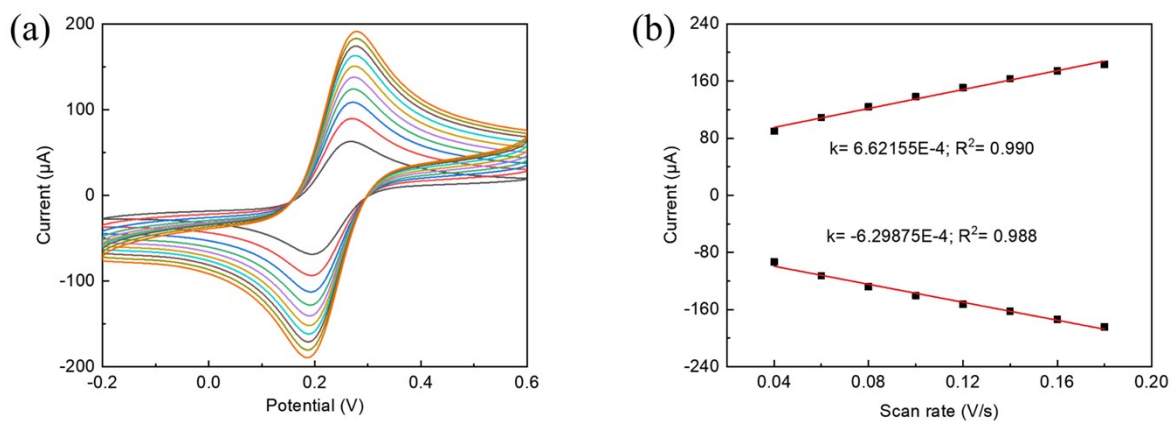 (a)
200
100
0
-100
-200
-0.2
0.0
0.2
0.4
0.6
Current (µA)
Potential (V)
(b)
240
160
80
0
-80
-160
-240
0.04
0.08
0.12
0.16
0.20
Current (µA)
Scan rate (V/s)
k= 6.62155E-4; R²= 0.990
k= -6.29875E-4; R²= 0.988